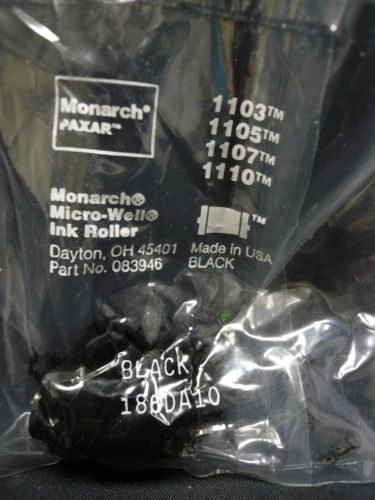 Monarch®
PAXAR™
1103™
1105™
1107™
1110™
Monarch®
Micro-Well®
Ink Roller
™
Dayton, OH 45401 Made in USA
Part No. 083946 BLACK
BLACK
188DA10